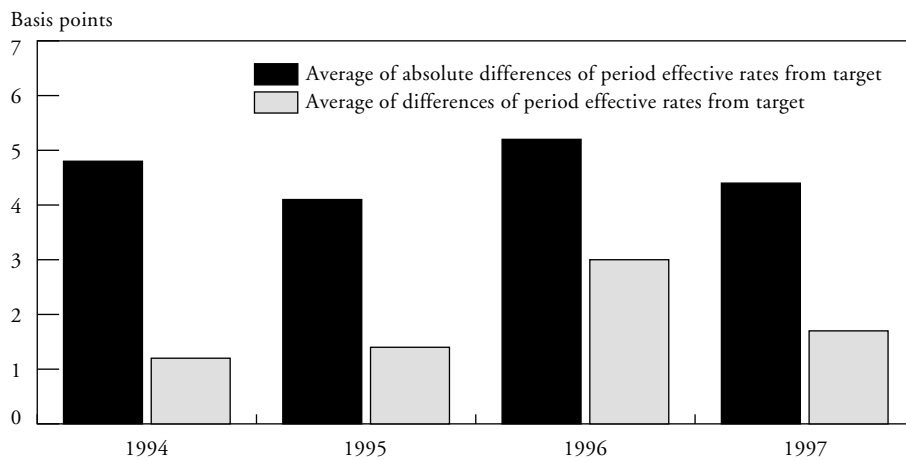 Basis points
7
Average of absolute differences of period effective rates from target
6
Average of differences of period effective rates from target
5
4
3
2
1
0
1994 1995 1996 1997